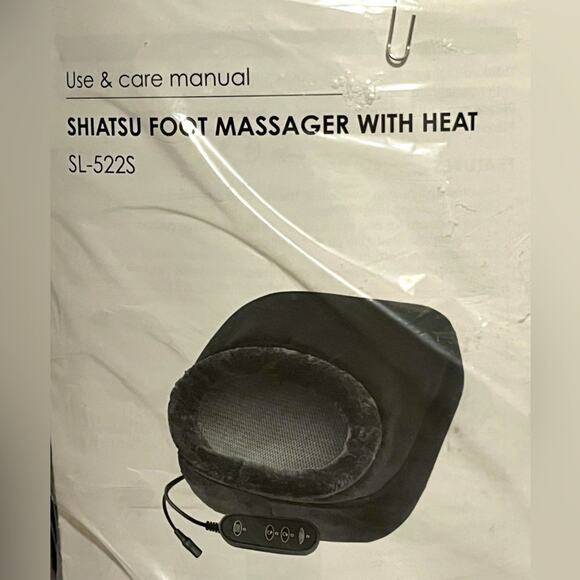 Use & care manual
SHIATSU FOOT MASSAGER WITH HEAT
SL-522S